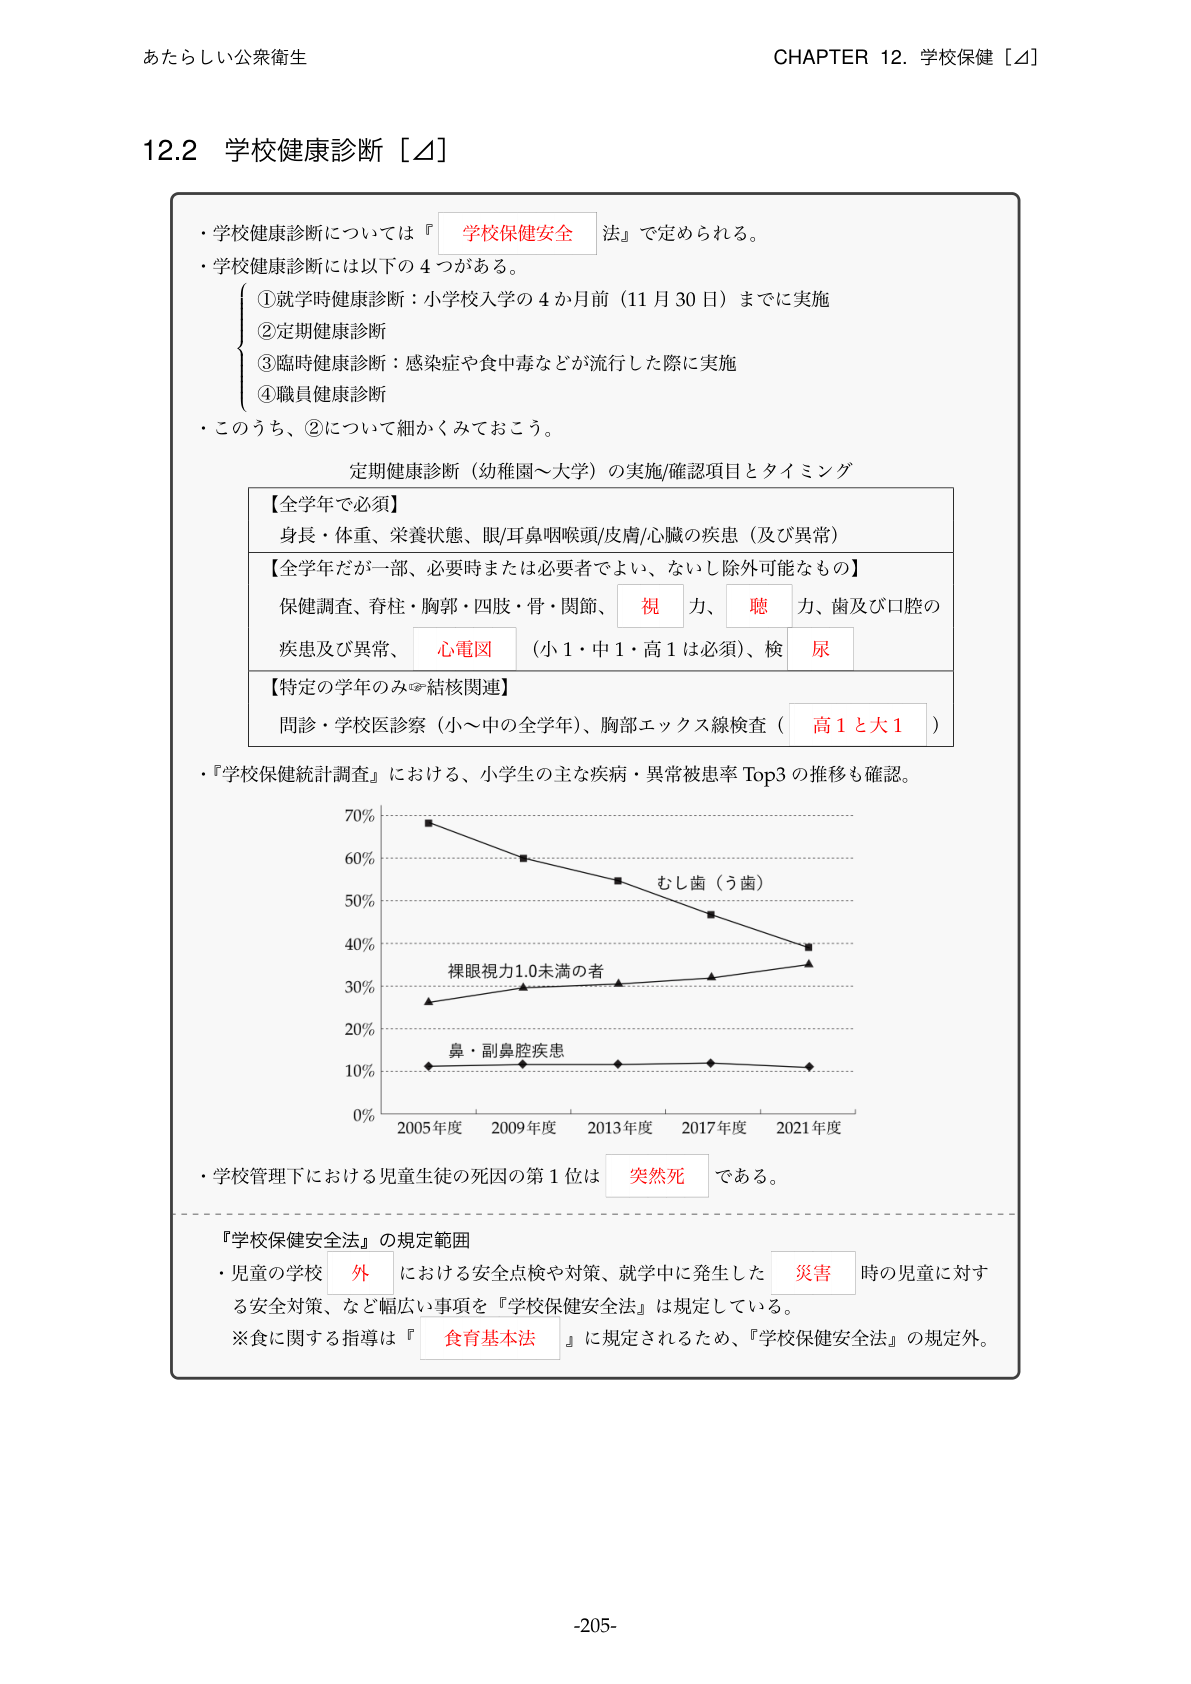 あたらしい公衆衛生
CHAPTER 12. 学校保健［⊿］
12.2 学校健康診断［⊿］
・学校健康診断については『 学校保健安全 法』で定められる。
・学校健康診断には以下の 4 つがある。
①就学時健康診断：小学校入学の 4 か月前（11 月 30 日）までに実施
②定期健康診断
③臨時健康診断：感染症や食中毒などが流行した際に実施
④職員健康診断
・このうち、②について細かくみておこう。
定期健康診断（幼稚園〜大学）の実施/確認項目とタイミング
【全学年で必須】
身長・体重、栄養状態、眼/耳鼻咽喉頭/皮膚/心臓の疾患（及び異常）
【全学年だが一部、必要時または必要者でよい、ないし除外可能なもの】
保健調査、脊柱・胸郭・四肢・骨・関節、 視 力、 聴 力、歯及び口腔の
疾患及び異常、 心電図 （小 1・中 1・高 1 は必須）、検 尿
【特定の学年のみ☞結核関連】
問診・学校医診察（小〜中の全学年）、胸部エックス線検査（ 高 1 と大 1 ）
・『学校保健統計調査』における、小学生の主な疾病・異常被患率 Top3 の推移も確認。
70%
60%
むし歯（う歯）
50%
40%
裸眼視力1.0未満の者
30%
20%
鼻・副鼻腔疾患
10%
0%
2005年度 2009年度 2013年度 2017年度 2021年度
・学校管理下における児童生徒の死因の第 1 位は 突然死 である。
『学校保健安全法』の規定範囲
・児童の学校 外 における安全点検や対策、就学中に発生した 災害 時の児童に対す
る安全対策、など幅広い事項を『学校保健安全法』は規定している。
※食に関する指導は『 食育基本法 』に規定されるため、『学校保健安全法』の規定外。
-205-